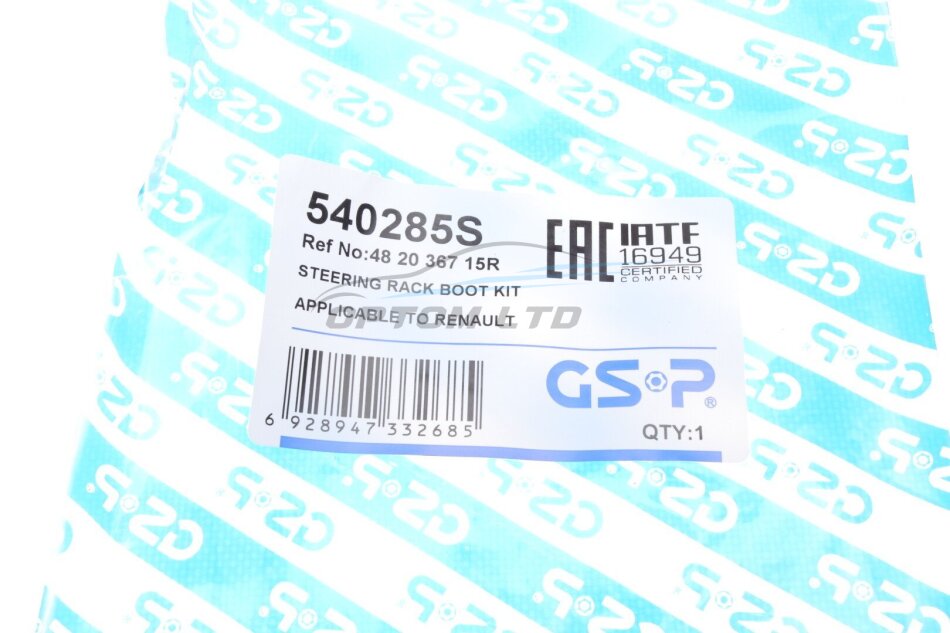 540285S
Ref No:48 20 367 15R
STEERING RACK BOOT KIT
APPLICABLE TO RENAULT
EAC
IATF
16949
CERTIFIED
COMPANY
OPTOM LTD
GSP®
6 928947 332685
QTY:1